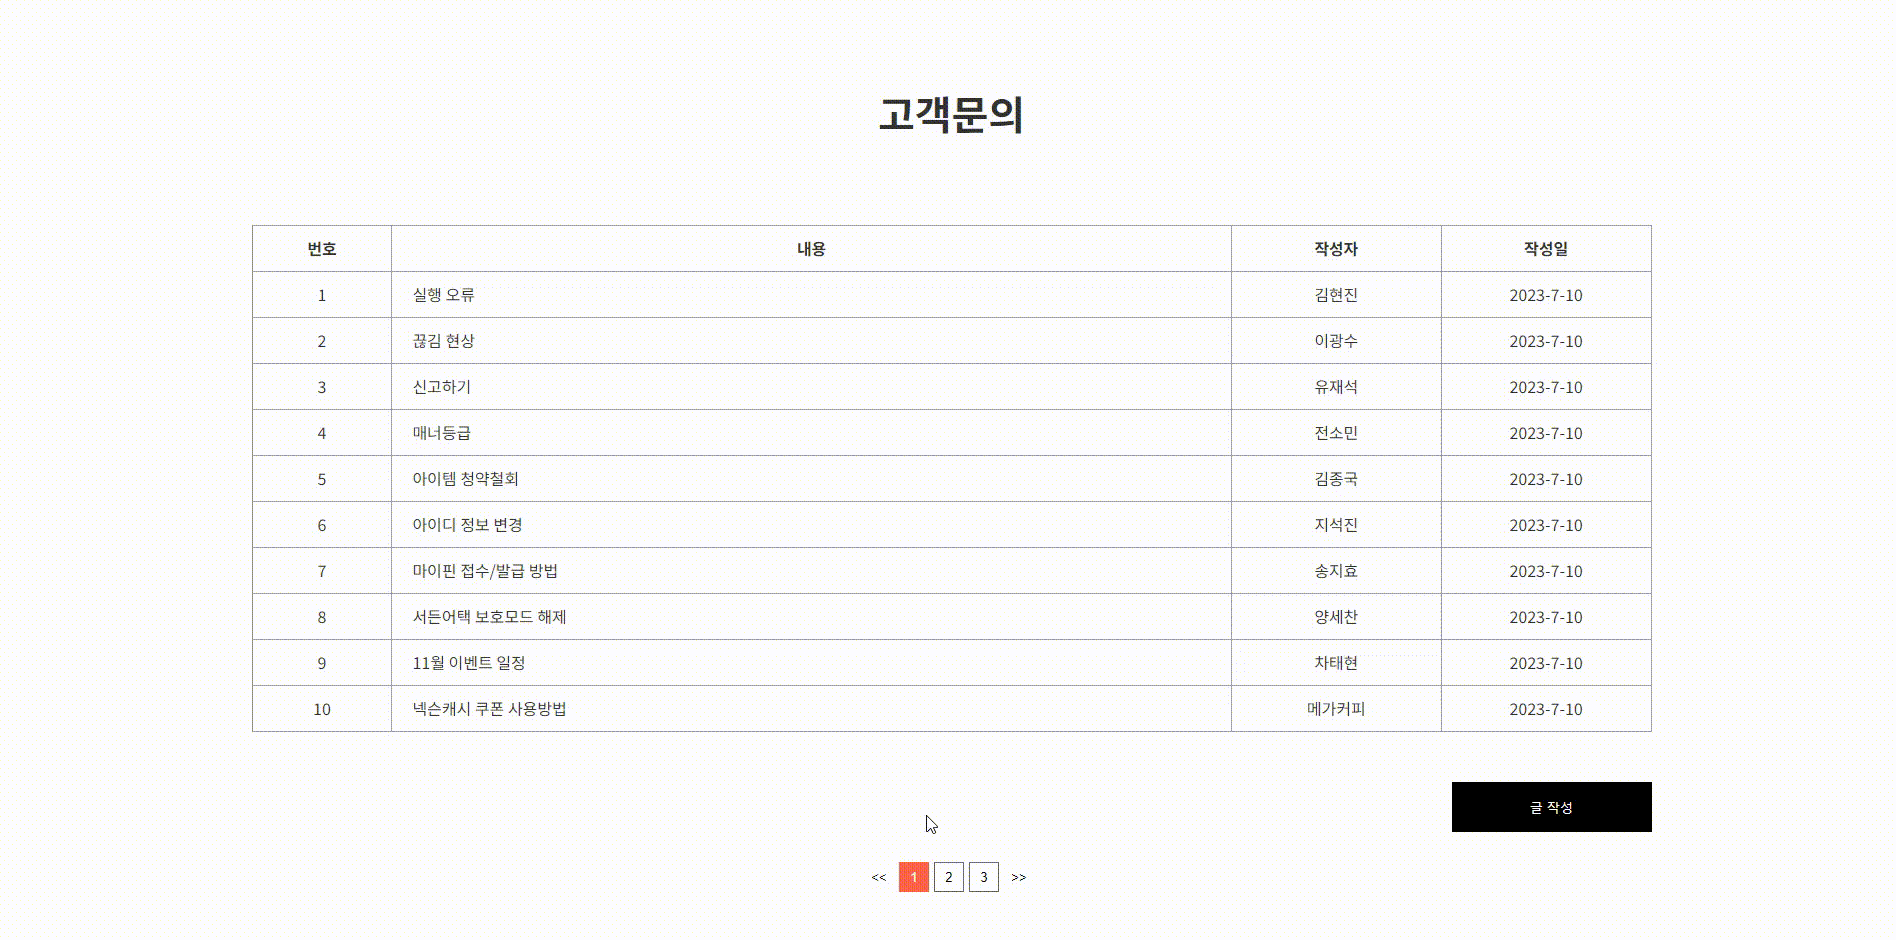 고객문의
번호 내용 작성자 작성일
1 실행 오류 김현진 2023-7-10
2 끊김 현상 이광수 2023-7-10
3 신고하기 유재석 2023-7-10
4 매너등급 전소민 2023-7-10
5 아이템 청약철회 김종국 2023-7-10
6 아이디 정보 변경 지석진 2023-7-10
7 마이핀 접수/발급 방법 송지효 2023-7-10
8 서든어택 보호모드 해제 양세찬 2023-7-10
9 11월 이벤트 일정 차태현 2023-7-10
10 넥슨캐시 쿠폰 사용방법 메가커피 2023-7-10
글 작성
<< 1 2 3 >>